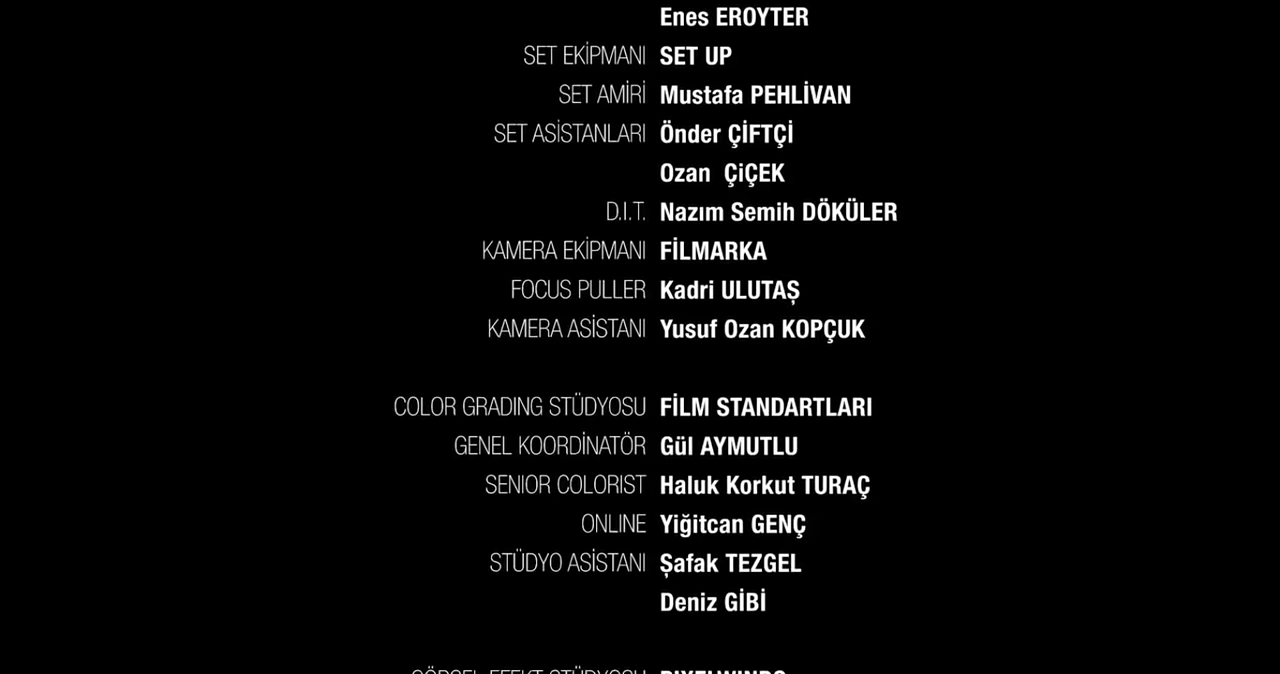 Enes EROYTER
SET EKİPMANI SET UP
SET AMİRİ Mustafa PEHLİVAN
SET ASİSTANLARI Önder ÇİFTÇİ
Ozan  ÇiÇEK
D.I.T. Nazım Semih DÖKÜLER
KAMERA EKİPMANI FİLMARKA
FOCUS PULLER Kadri ULUTAŞ
KAMERA ASİSTANI Yusuf Ozan KOPÇUK
COLOR GRADING STÜDYOSU FİLM STANDARTLARI
GENEL KOORDİNATÖR Gül AYMUTLU
SENIOR COLORIST Haluk Korkut TURAÇ
ONLINE Yiğitcan GENÇ
STÜDYO ASİSTANI Şafak TEZGEL
Deniz GİBİ